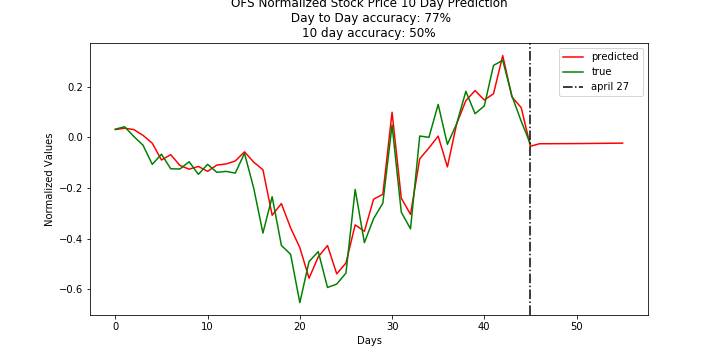 OFS Normalized Stock Price 10 Day Prediction
Day to Day accuracy: 77%
10 day accuracy: 50%
predicted
true
april 27
Normalized Values
0.2
0.0
−0.2
−0.4
−0.6
0 10 20 30 40 50
Days